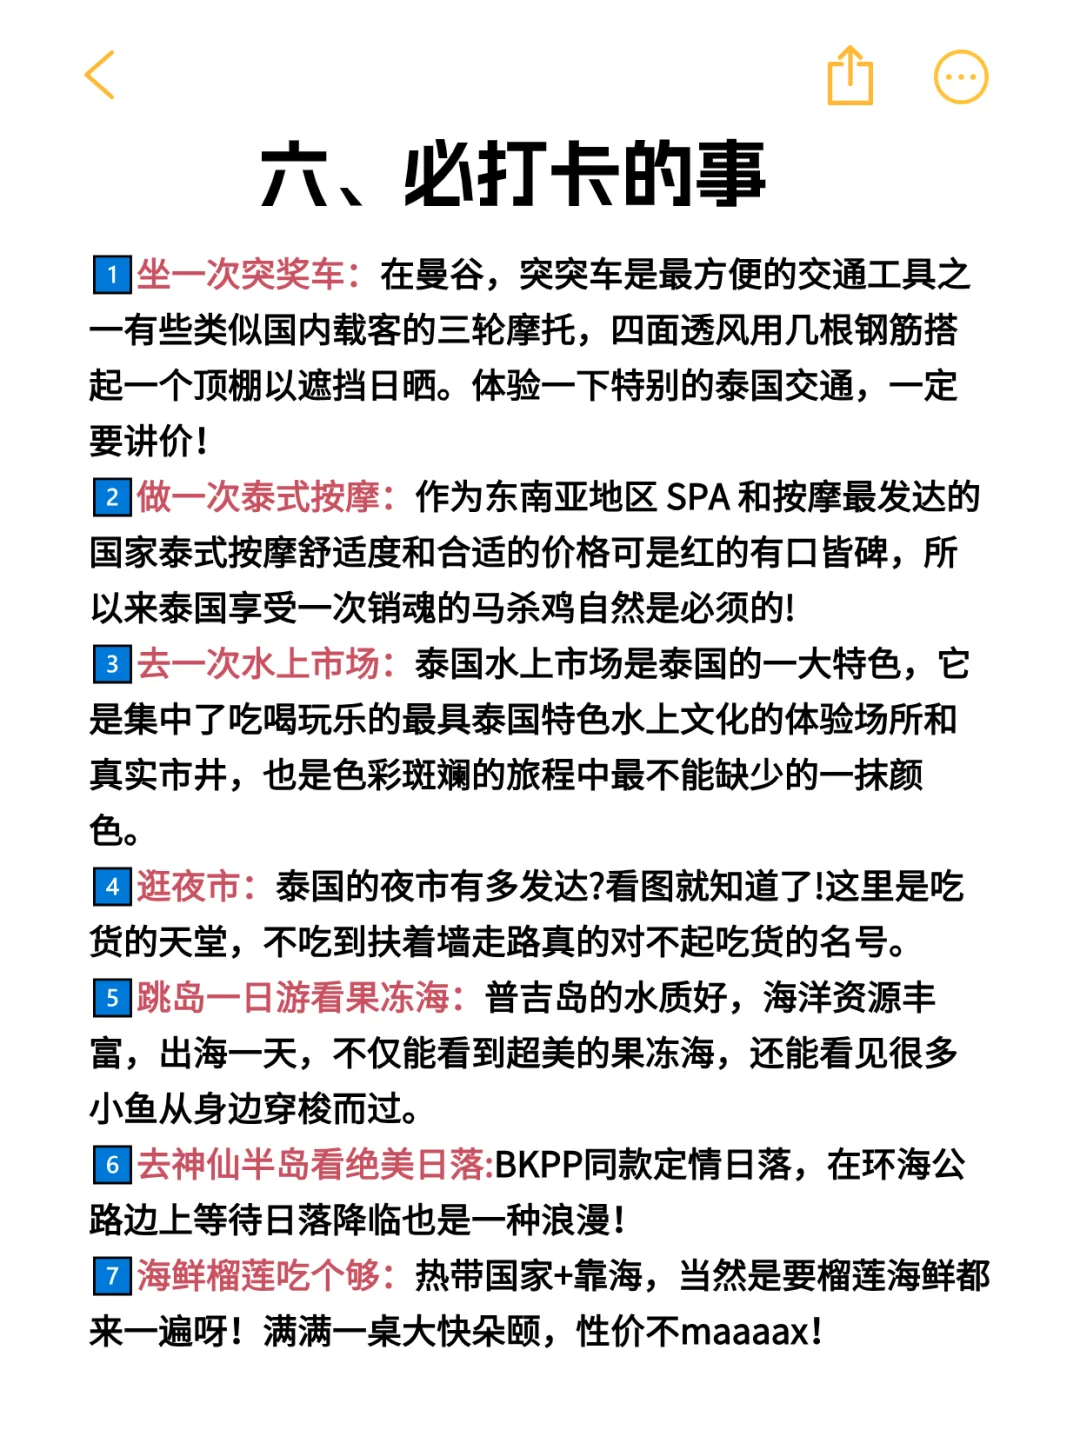 六、必打卡的事
1 坐一次突奖车：在曼谷，突突车是最方便的交通工具之
一有些类似国内载客的三轮摩托，四面透风用几根钢筋搭
起一个顶棚以遮挡日晒。体验一下特别的泰国交通，一定
要讲价！
2 做一次泰式按摩：作为东南亚地区 SPA 和按摩最发达的
国家泰式按摩舒适度和合适的价格可是红的有口皆碑，所
以来泰国享受一次销魂的马杀鸡自然是必须的!
3 去一次水上市场：泰国水上市场是泰国的一大特色，它
是集中了吃喝玩乐的最具泰国特色水上文化的体验场所和
真实市井，也是色彩斑斓的旅程中最不能缺少的一抹颜
色。
4 逛夜市：泰国的夜市有多发达?看图就知道了!这里是吃
货的天堂，不吃到扶着墙走路真的对不起吃货的名号。
5 跳岛一日游看果冻海：普吉岛的水质好，海洋资源丰
富，出海一天，不仅能看到超美的果冻海，还能看见很多
小鱼从身边穿梭而过。
6 去神仙半岛看绝美日落:BKPP同款定情日落，在环海公
路边上等待日落降临也是一种浪漫！
7 海鲜榴莲吃个够：热带国家+靠海，当然是要榴莲海鲜都
来一遍呀！满满一桌大快朵颐，性价不maaaax！